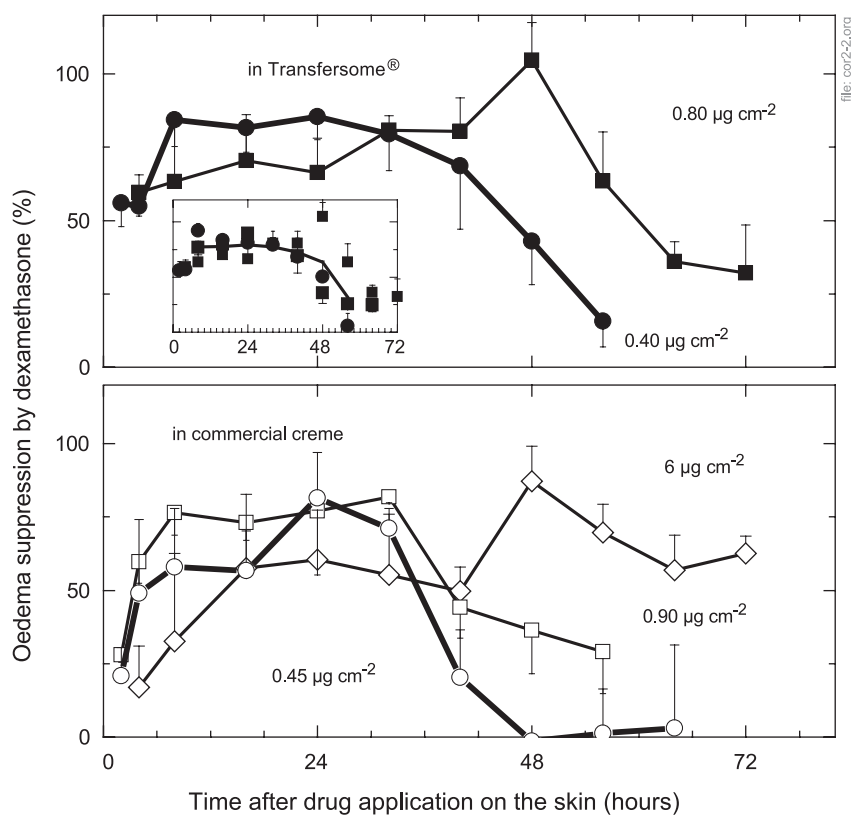 file: cor2-2.org
in Transfersome®
0.80 µg cm-2
0.40 µg cm-2
100
50
0
0 24 48 72
Oedema suppression by dexamethasone (%)
in commercial creme
6 µg cm-2
0.90 µg cm-2
0.45 µg cm-2
100
50
0
0 24 48 72
Time after drug application on the skin (hours)